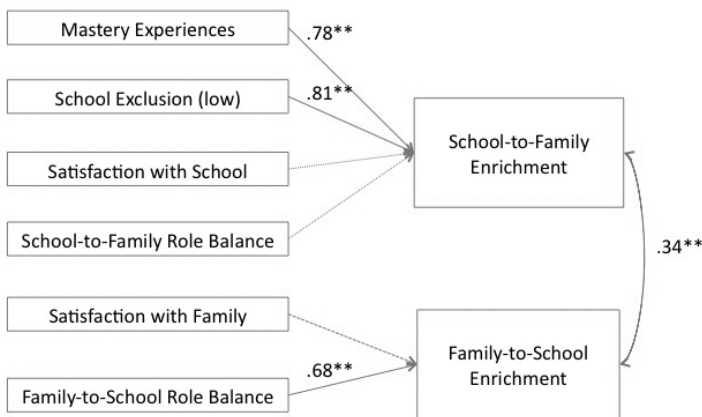 Mastery Experiences
.78**
School Exclusion (low)
.81**
School-to-Family
Enrichment
Satisfaction with School
School-to-Family Role Balance
.34**
Satisfaction with Family
Family-to-School
Enrichment
.68**
Family-to-School Role Balance